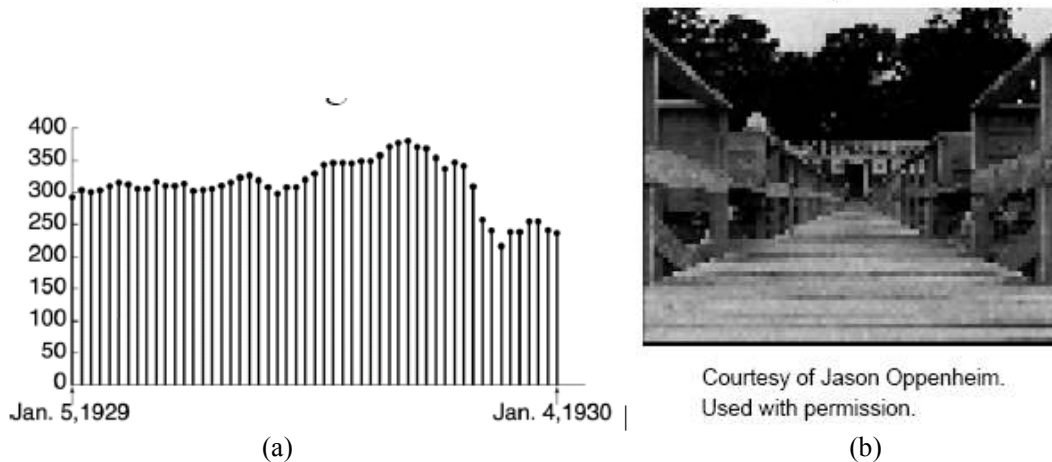 400
350
300
250
200
150
100
50
0
Jan. 5,1929
Jan. 4,1930
(a)
Courtesy of Jason Oppenheim.
Used with permission.
(b)